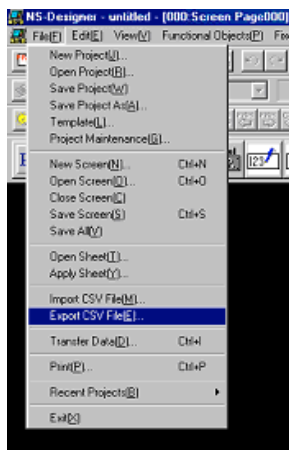 NS-Designer - untitled - [000:Screen Page000]
File[F] Edit[E] View[V] Functional Objects[P] Fix
New Project[J]...
Open Project[R]...
Save Project[W]
Save Project As[A]...
Template[L]...
Project Maintenance[G]...
New Screen[N]... Ctrl+N
Open Screen[O]... Ctrl+O
Close Screen[C]
Save Screen[S] Ctrl+S
Save All[V]
Open Sheet[T]...
Apply Sheet[Y]...
Import CSV File[M]...
Export CSV File[E]...
Transfer Data[D]... Ctrl+I
Print[P]... Ctrl+P
Recent Projects[B]
Exit[X]
123